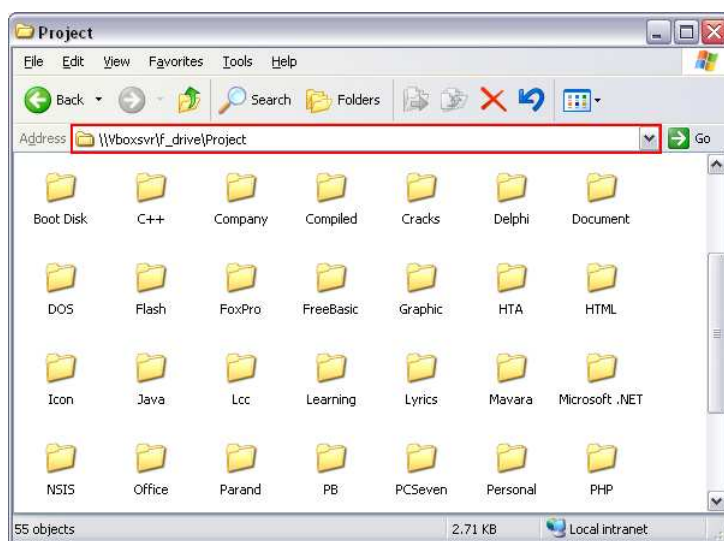 Project
File Edit View Favorites Tools Help
Back Search Folders
Address \\Vboxsvr\f_drive\Project Go
Boot Disk C++ Company Compiled Cracks Delphi Document
DOS Flash FoxPro FreeBasic Graphic HTA HTML
Icon Java Lcc Learning Lyrics Mavara Microsoft .NET
NSIS Office Parand PB PCSeven Personal PHP
55 objects 2.71 KB Local intranet